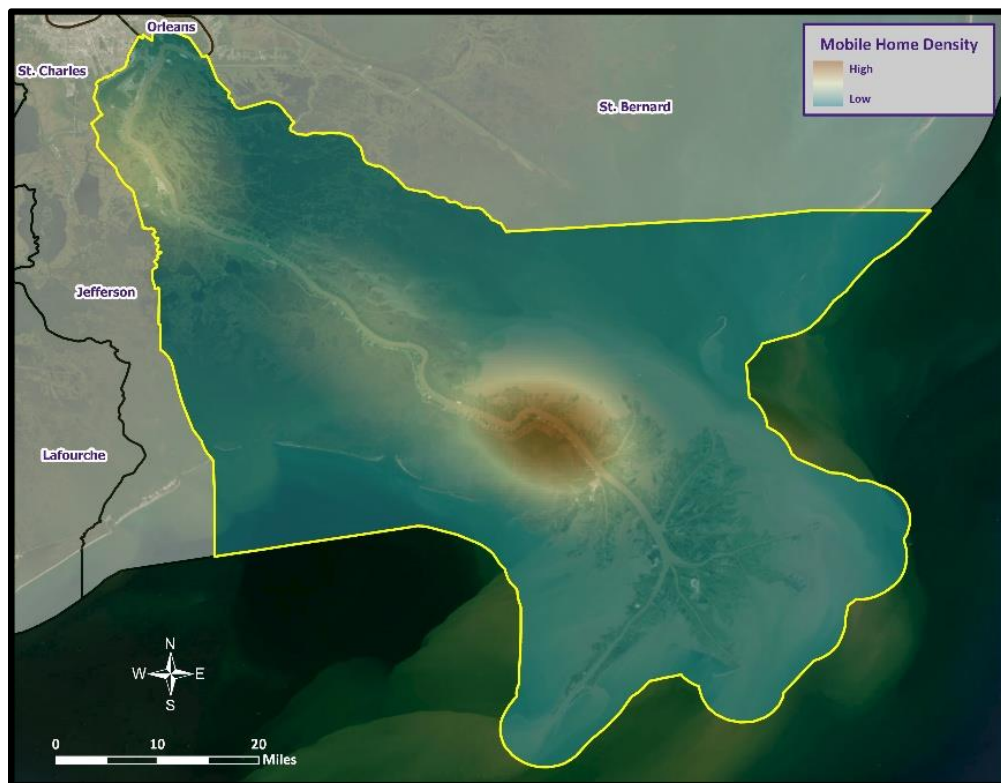 Orleans
St. Charles
Mobile Home Density
High
Low
St. Bernard
Jefferson
Lafourche
N
W E
S
0 10 20
Miles